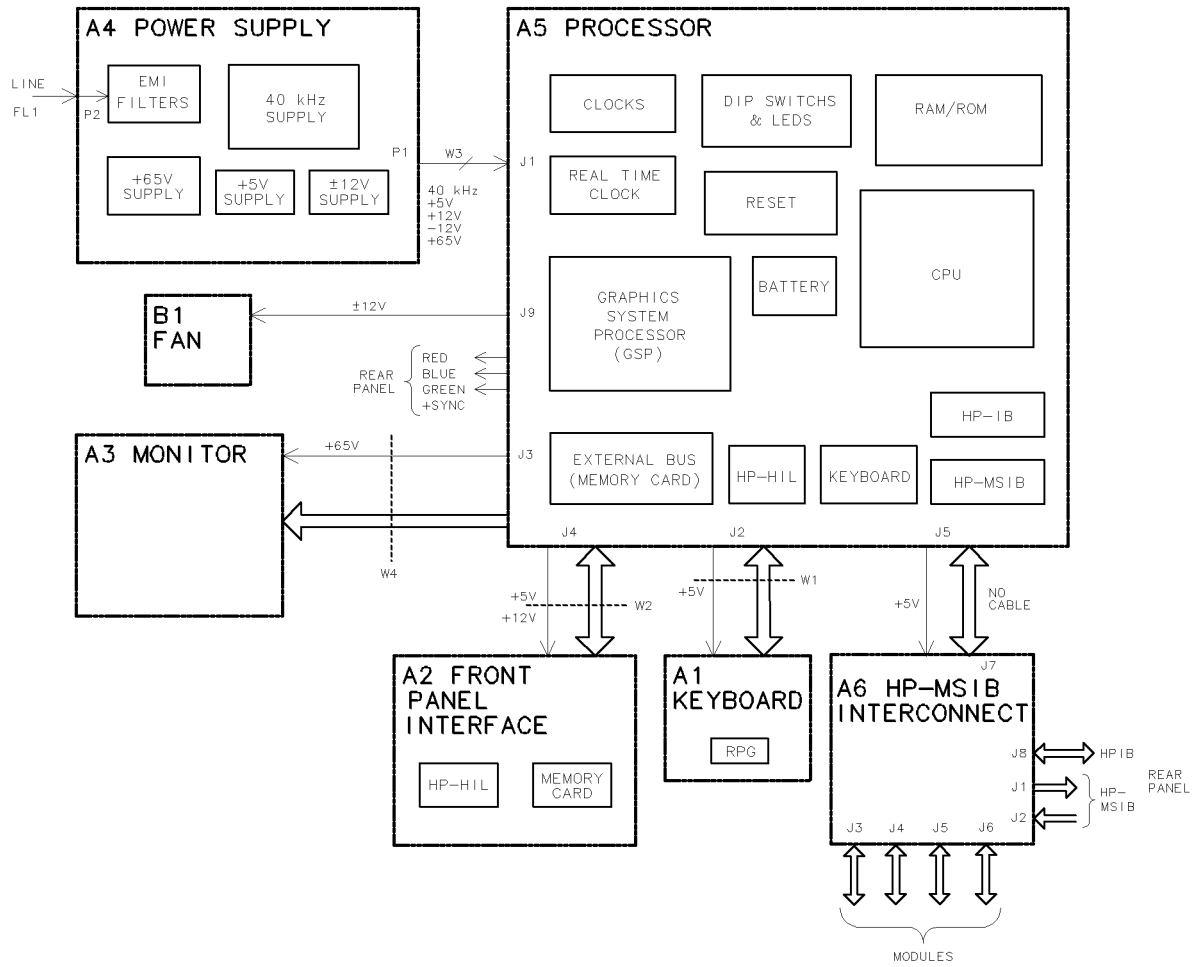 A4 POWER SUPPLY
LINE
FL1
P2
EMI
FILTERS
40 kHz
SUPPLY
+65V
SUPPLY
+5V
SUPPLY
±12V
SUPPLY
P1
W3
40 kHz
+5V
+12V
-12V
+65V
A5 PROCESSOR
J1
CLOCKS
DIP SWITCHS
& LEDS
RAM/ROM
REAL TIME
CLOCK
RESET
CPU
GRAPHICS
SYSTEM
PROCESSOR
(GSP)
BATTERY
HP-IB
EXTERNAL BUS
(MEMORY CARD)
HP-HIL
KEYBOARD
HP-MSIB
J9
J3
J4
J2
J5
B1
FAN
±12V
REAR
PANEL
RED
BLUE
GREEN
+SYNC
A3 MONITOR
+65V
W4
+5V
+12V
W2
+5V
W1
+5V
NO
CABLE
A2 FRONT
PANEL
INTERFACE
HP-HIL
MEMORY
CARD
A1
KEYBOARD
RPG
J7
A6 HP-MSIB
INTERCONNECT
J8
HPIB
J1
J2
HP-
MSIB
REAR
PANEL
J3
J4
J5
J6
MODULES